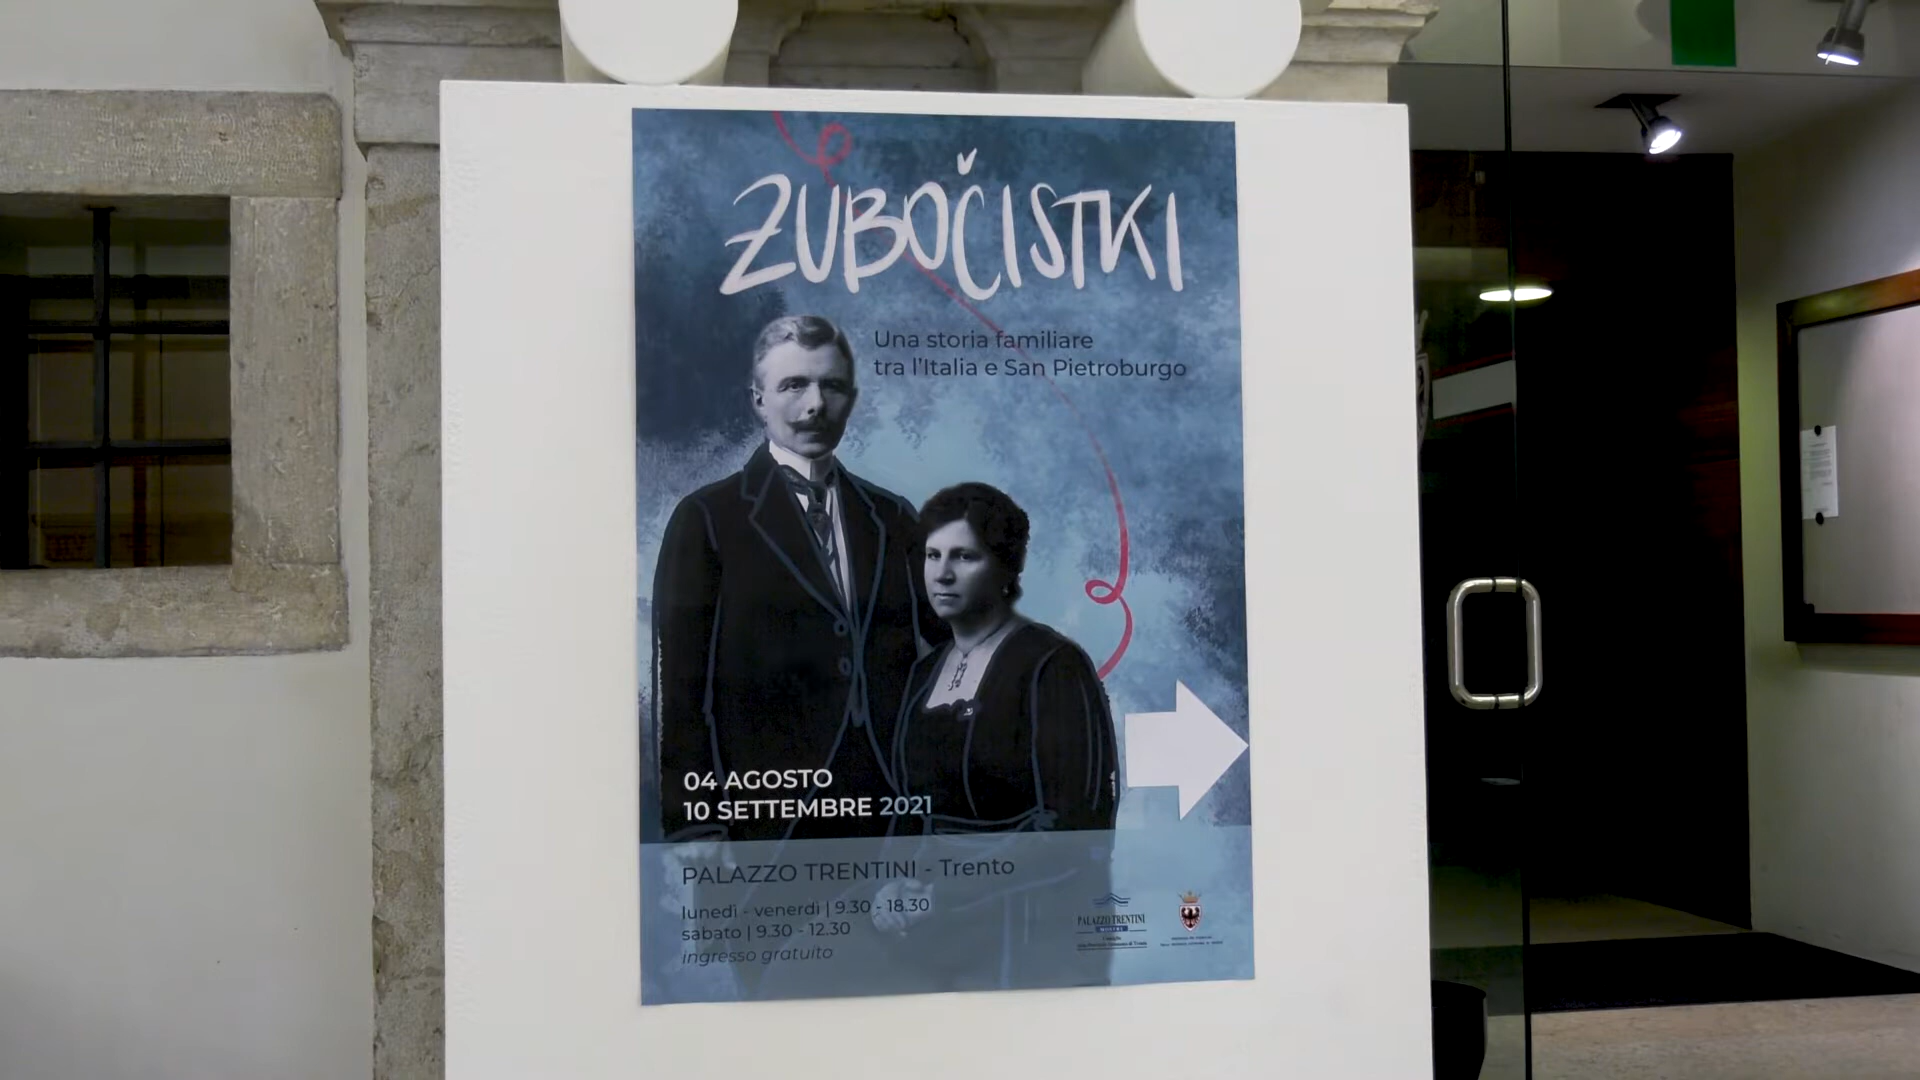 ZUBOČISTKI
Una storia familiare
tra l'Italia e San Pietroburgo
04 AGOSTO
10 SETTEMBRE 2021
PALAZZO TRENTINI - Trento
lunedì - venerdì | 9.30 - 18.30
sabato | 9.30 - 12.30
ingresso gratuito
PALAZZO TRENTINI
MOSTRE